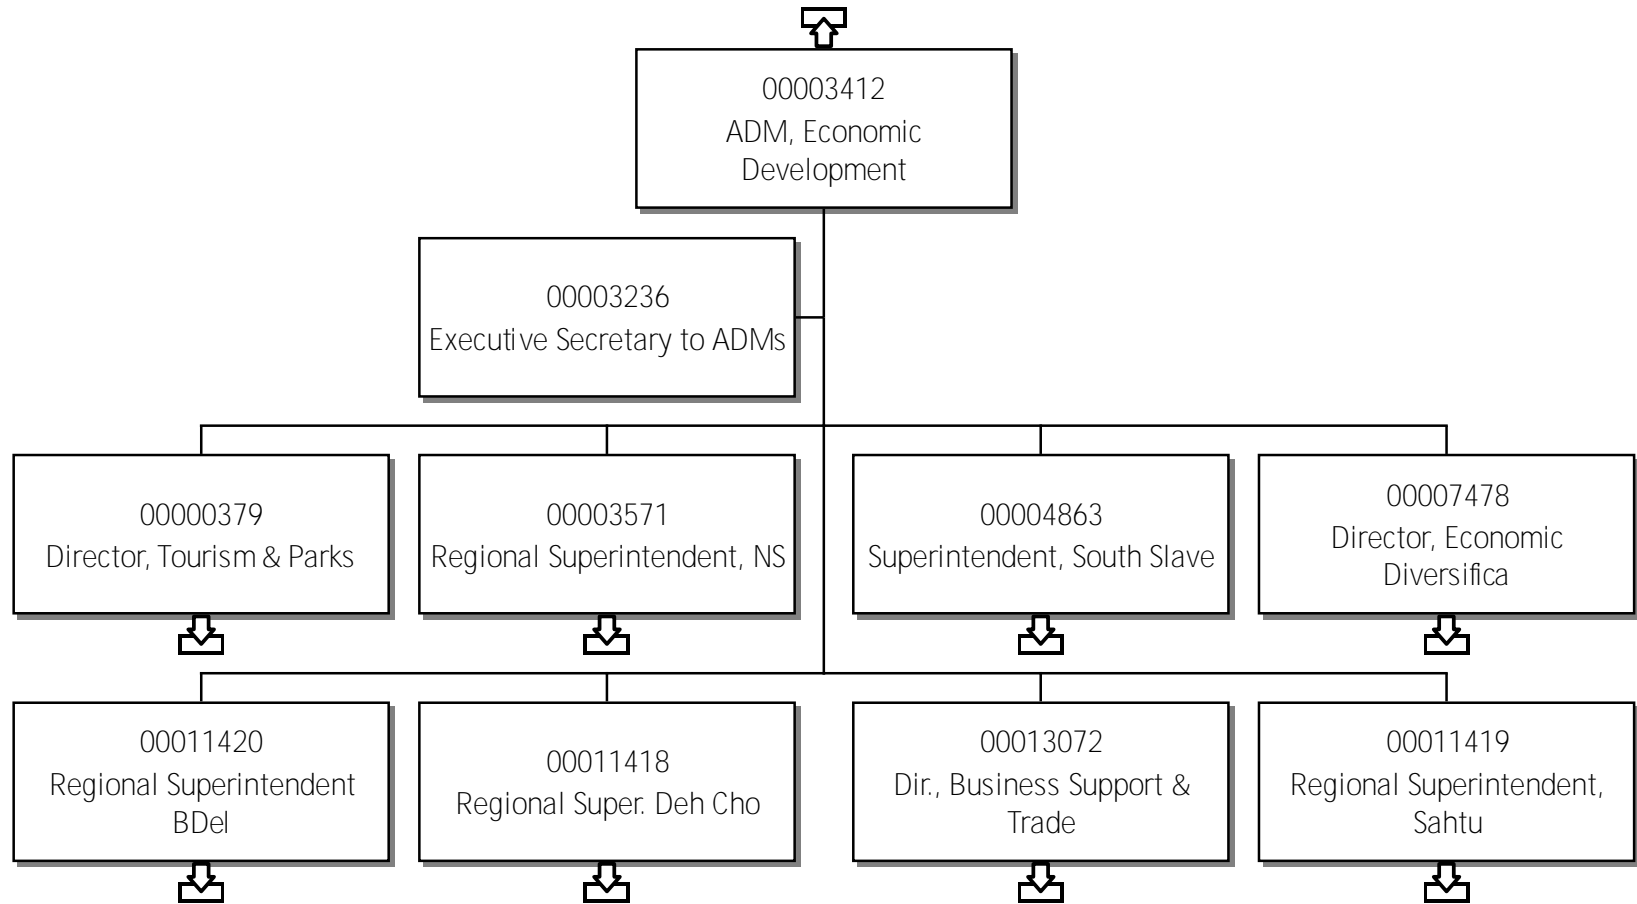 00003412
ADM, Economic
Development
00003236
Executive Secretary to ADMs
00000379
Director, Tourism & Parks
00003571
Regional Superintendent, NS
00004863
Superintendent, South Slave
00007478
Director, Economic
Diversifica
00011420
Regional Superintendent
BDel
00011418
Regional Super. Deh Cho
00013072
Dir., Business Support &
Trade
00011419
Regional Superintendent,
Sahtu